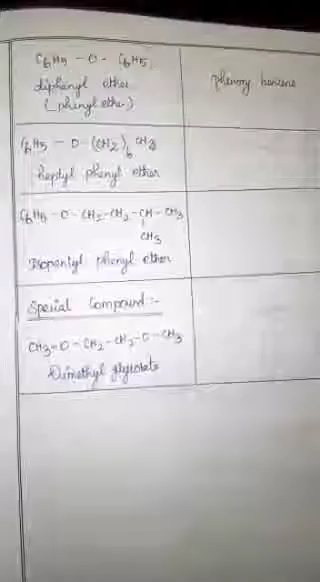 C6H5 - O - C6H5,
diphenyl ether
(phenyl ether)
phenoxy benzene
C6H5 - O - (CH2)6 CH3
heptyl phenyl ether
C6H5 - O - CH2 - CH2 - CH - CH3
CH3
Isopentyl phenyl ether
Special Compound:-
CH3 - O - CH2 - CH2 - O - CH3
Dimethyl